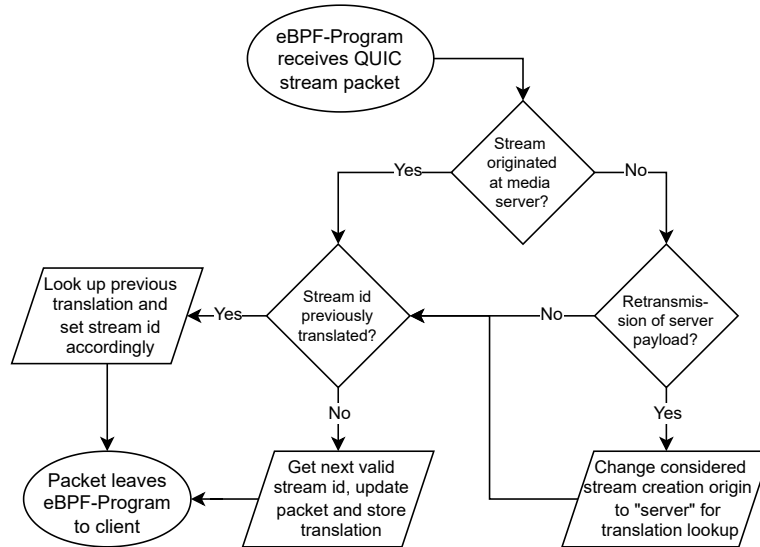 eBPF-Program
receives QUIC
stream packet
Stream
originated
at media
server?
Yes
No
Look up previous
translation and
set stream id
accordingly
Yes
Stream id
previously
translated?
No
Retransmis-
sion of server
payload?
No
Yes
Packet leaves
eBPF-Program
to client
Get next valid
stream id, update
packet and store
translation
Change considered
stream creation origin
to "server" for
translation lookup